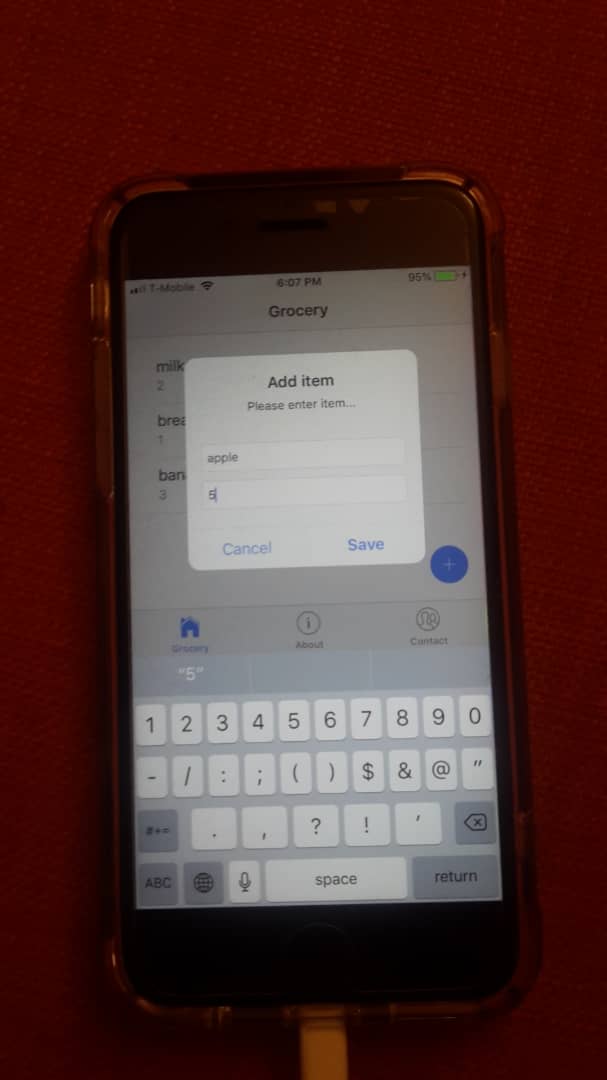 T-Mobile 6:07 PM 95%
Grocery
milk
2
brea
1
ban
3
Add item
Please enter item...
apple
5
Cancel Save
+
Grocery About Contact
"5"
1 2 3 4 5 6 7 8 9 0
- / : ; ( ) $ & @ "
#+= . , ? ! '
ABC space return